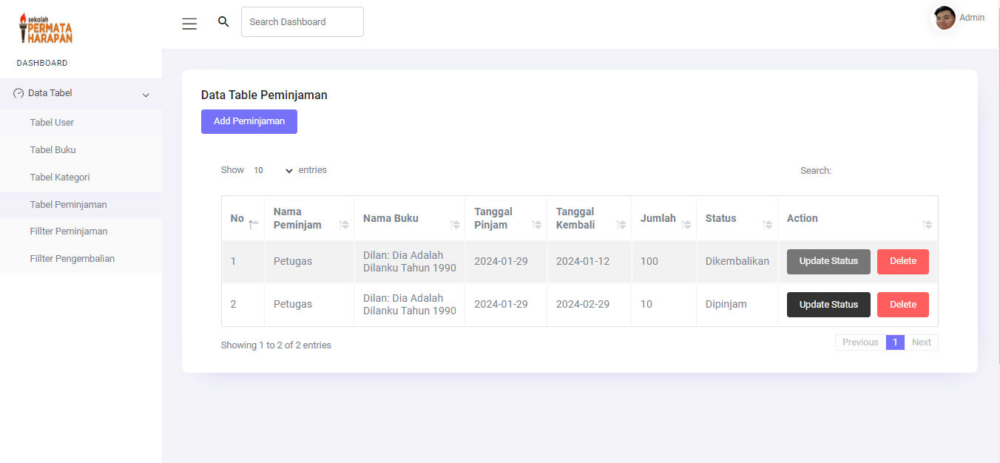 sekolah
PERMATA
HARAPAN
Search Dashboard
Admin
DASHBOARD
Data Tabel
Tabel User
Tabel Buku
Tabel Kategori
Tabel Peminjaman
Fillter Peminjaman
Fillter Pengembalian
Data Table Peminjaman
Add Peminjaman
Show 10 entries
Search:
No Nama Peminjam Nama Buku Tanggal Pinjam Tanggal Kembali Jumlah Status Action
1 Petugas Dilan: Dia Adalah Dilanku Tahun 1990 2024-01-29 2024-01-12 100 Dikembalikan Update Status Delete
2 Petugas Dilan: Dia Adalah Dilanku Tahun 1990 2024-01-29 2024-02-29 10 Dipinjam Update Status Delete
Showing 1 to 2 of 2 entries
Previous 1 Next